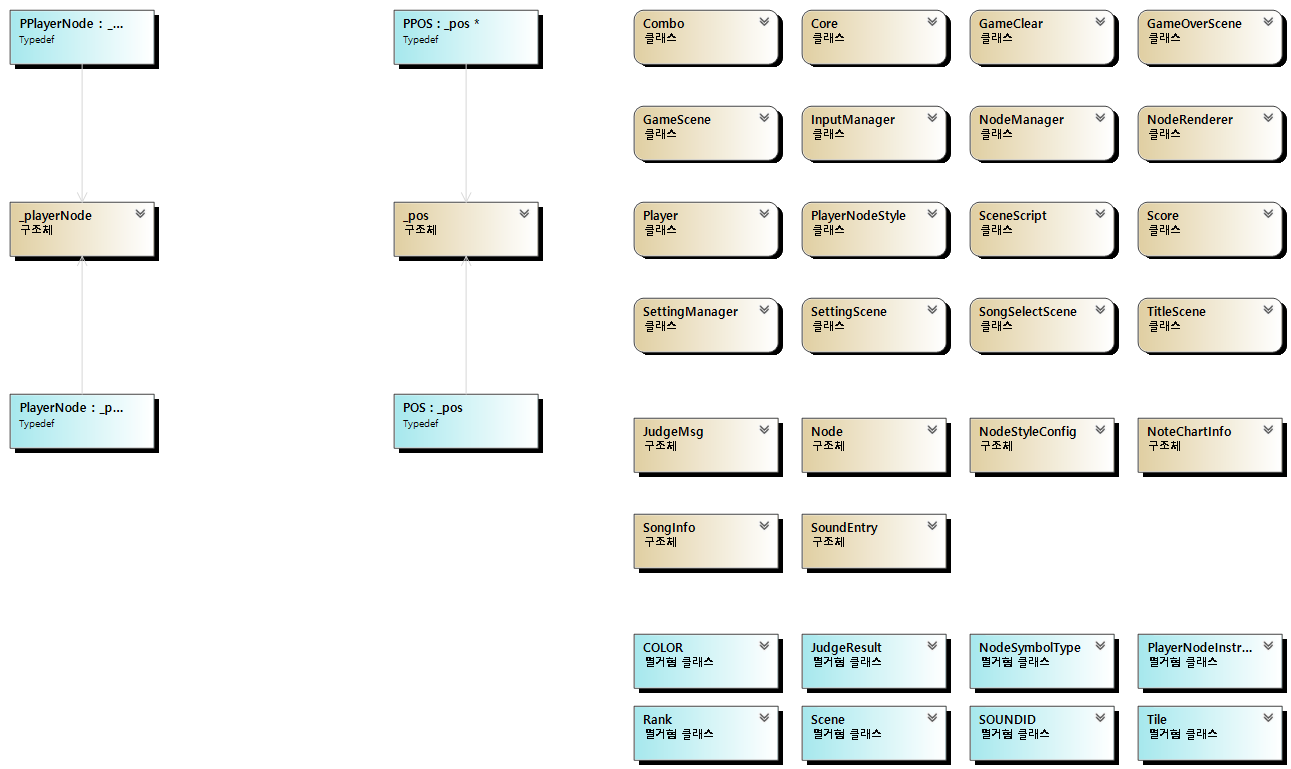 PPlayerNode : _...
Typedef
PPOS : _pos *
Typedef
Combo
클래스
Core
클래스
GameClear
클래스
GameOverScene
클래스
GameScene
클래스
InputManager
클래스
NodeManager
클래스
NodeRenderer
클래스
_playerNode
구조체
_pos
구조체
Player
클래스
PlayerNodeStyle
클래스
SceneScript
클래스
Score
클래스
SettingManager
클래스
SettingScene
클래스
SongSelectScene
클래스
TitleScene
클래스
PlayerNode : _p...
Typedef
POS : _pos
Typedef
JudgeMsg
구조체
Node
구조체
NodeStyleConfig
구조체
NoteChartInfo
구조체
SongInfo
구조체
SoundEntry
구조체
COLOR
열거형 클래스
JudgeResult
열거형 클래스
NodeSymbolType
열거형 클래스
PlayerNodeInstr...
열거형 클래스
Rank
열거형 클래스
Scene
열거형 클래스
SOUNDID
열거형 클래스
Tile
열거형 클래스